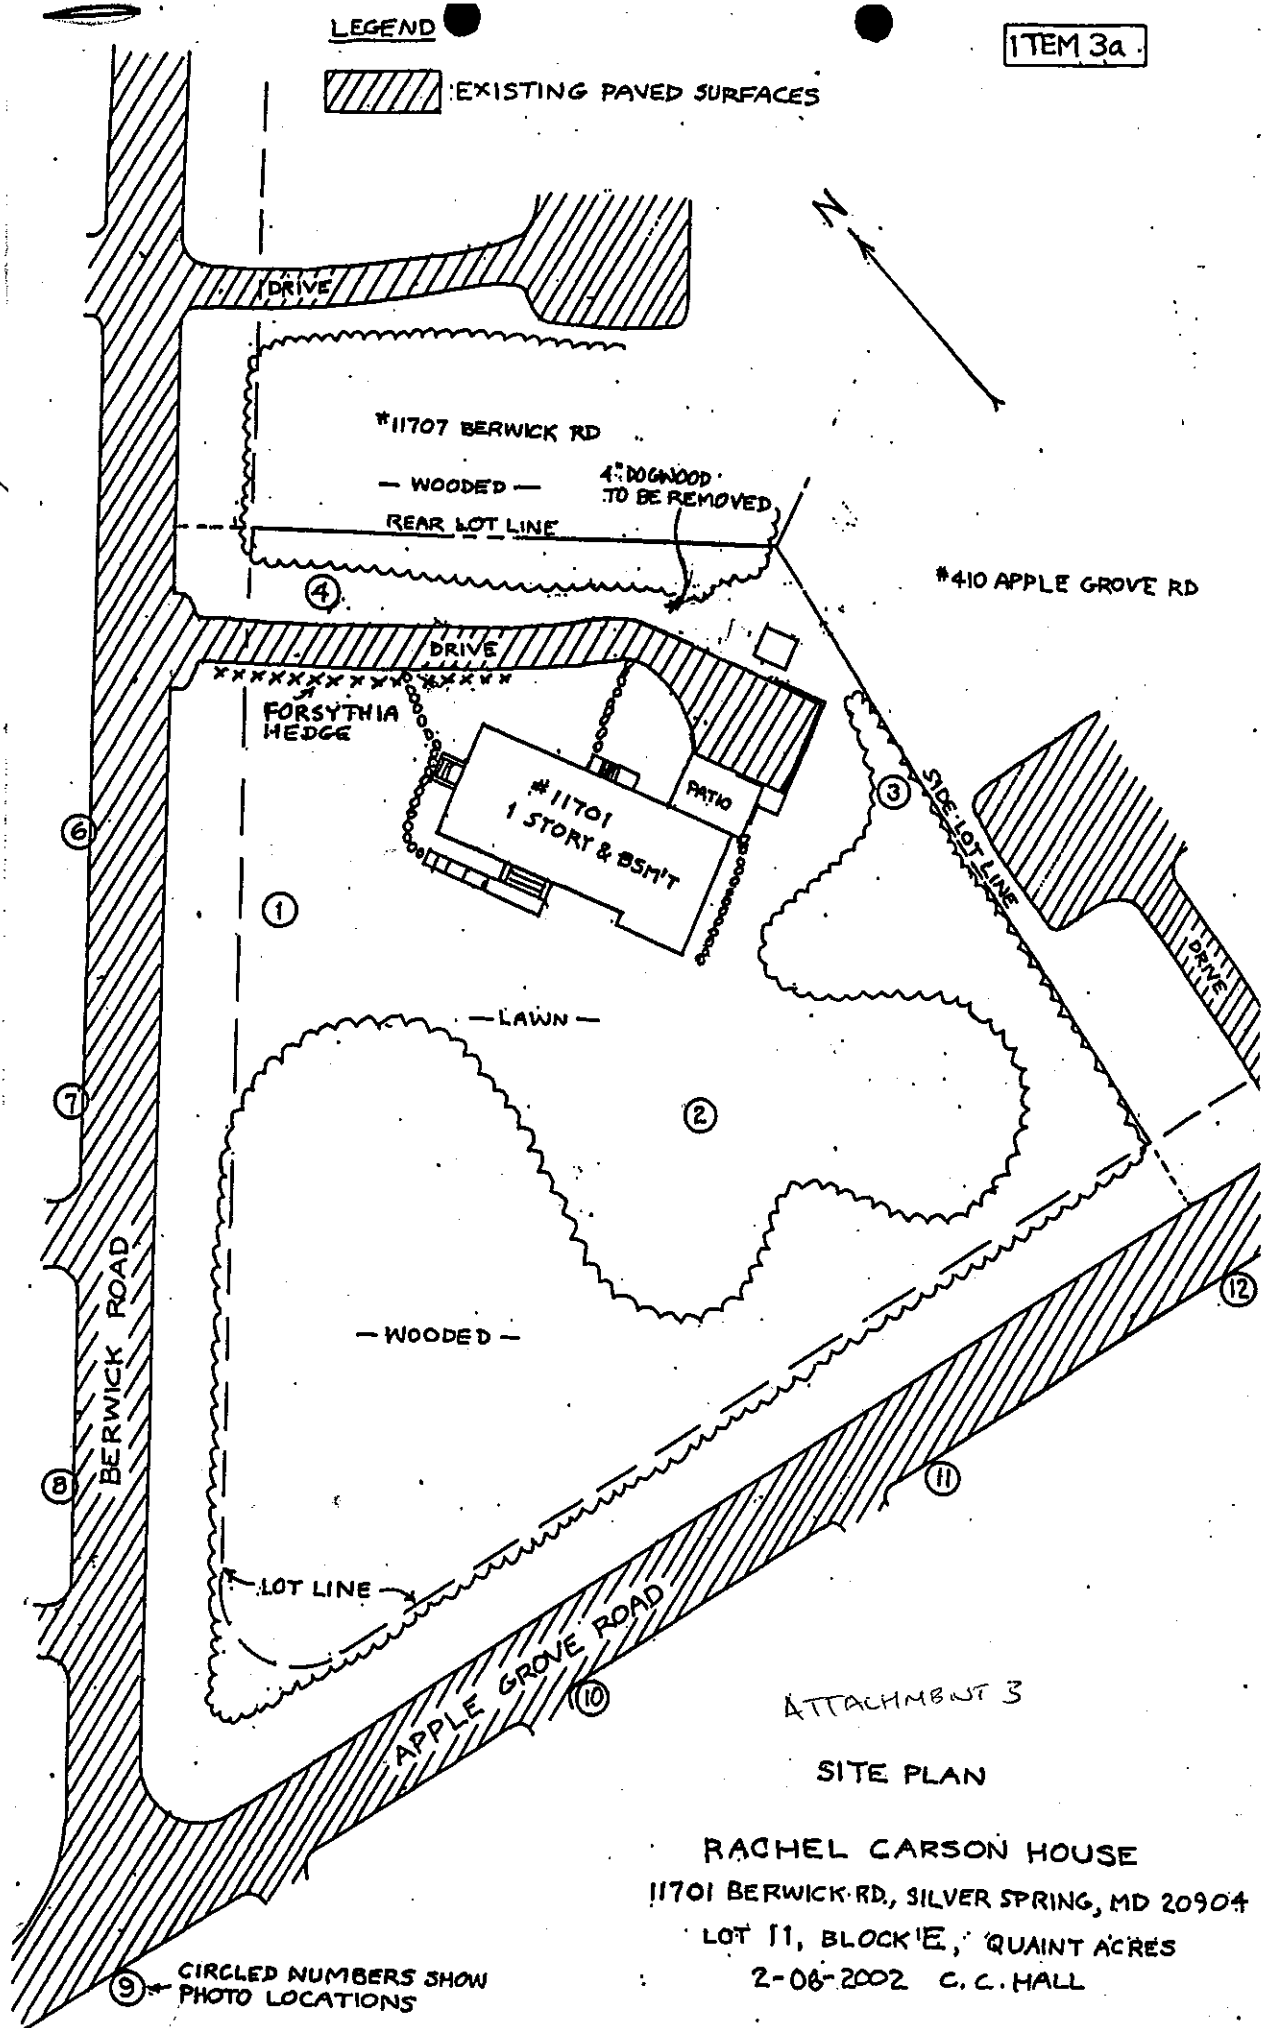 LEGEND
ITEM 3a
:EXISTING PAVED SURFACES
N
DRIVE
#11707 BERWICK RD
— WOODED —
4" DOGWOOD
TO BE REMOVED
REAR LOT LINE
#410 APPLE GROVE RD
4
DRIVE
FORSYTHIA
HEDGE
#11701
1 STORY & BSM'T
PATIO
3
SIDE LOT LINE
DRIVE
6
1
— LAWN —
7
2
BERWICK ROAD
— WOODED —
12
8
11
LOT LINE
APPLE GROVE ROAD
10
ATTACHMENT 3
SITE PLAN
RACHEL CARSON HOUSE
11701 BERWICK RD., SILVER SPRING, MD 20904
LOT 11, BLOCK E, QUAINT ACRES
2-06-2002 C. C. HALL
9
CIRCLED NUMBERS SHOW
PHOTO LOCATIONS